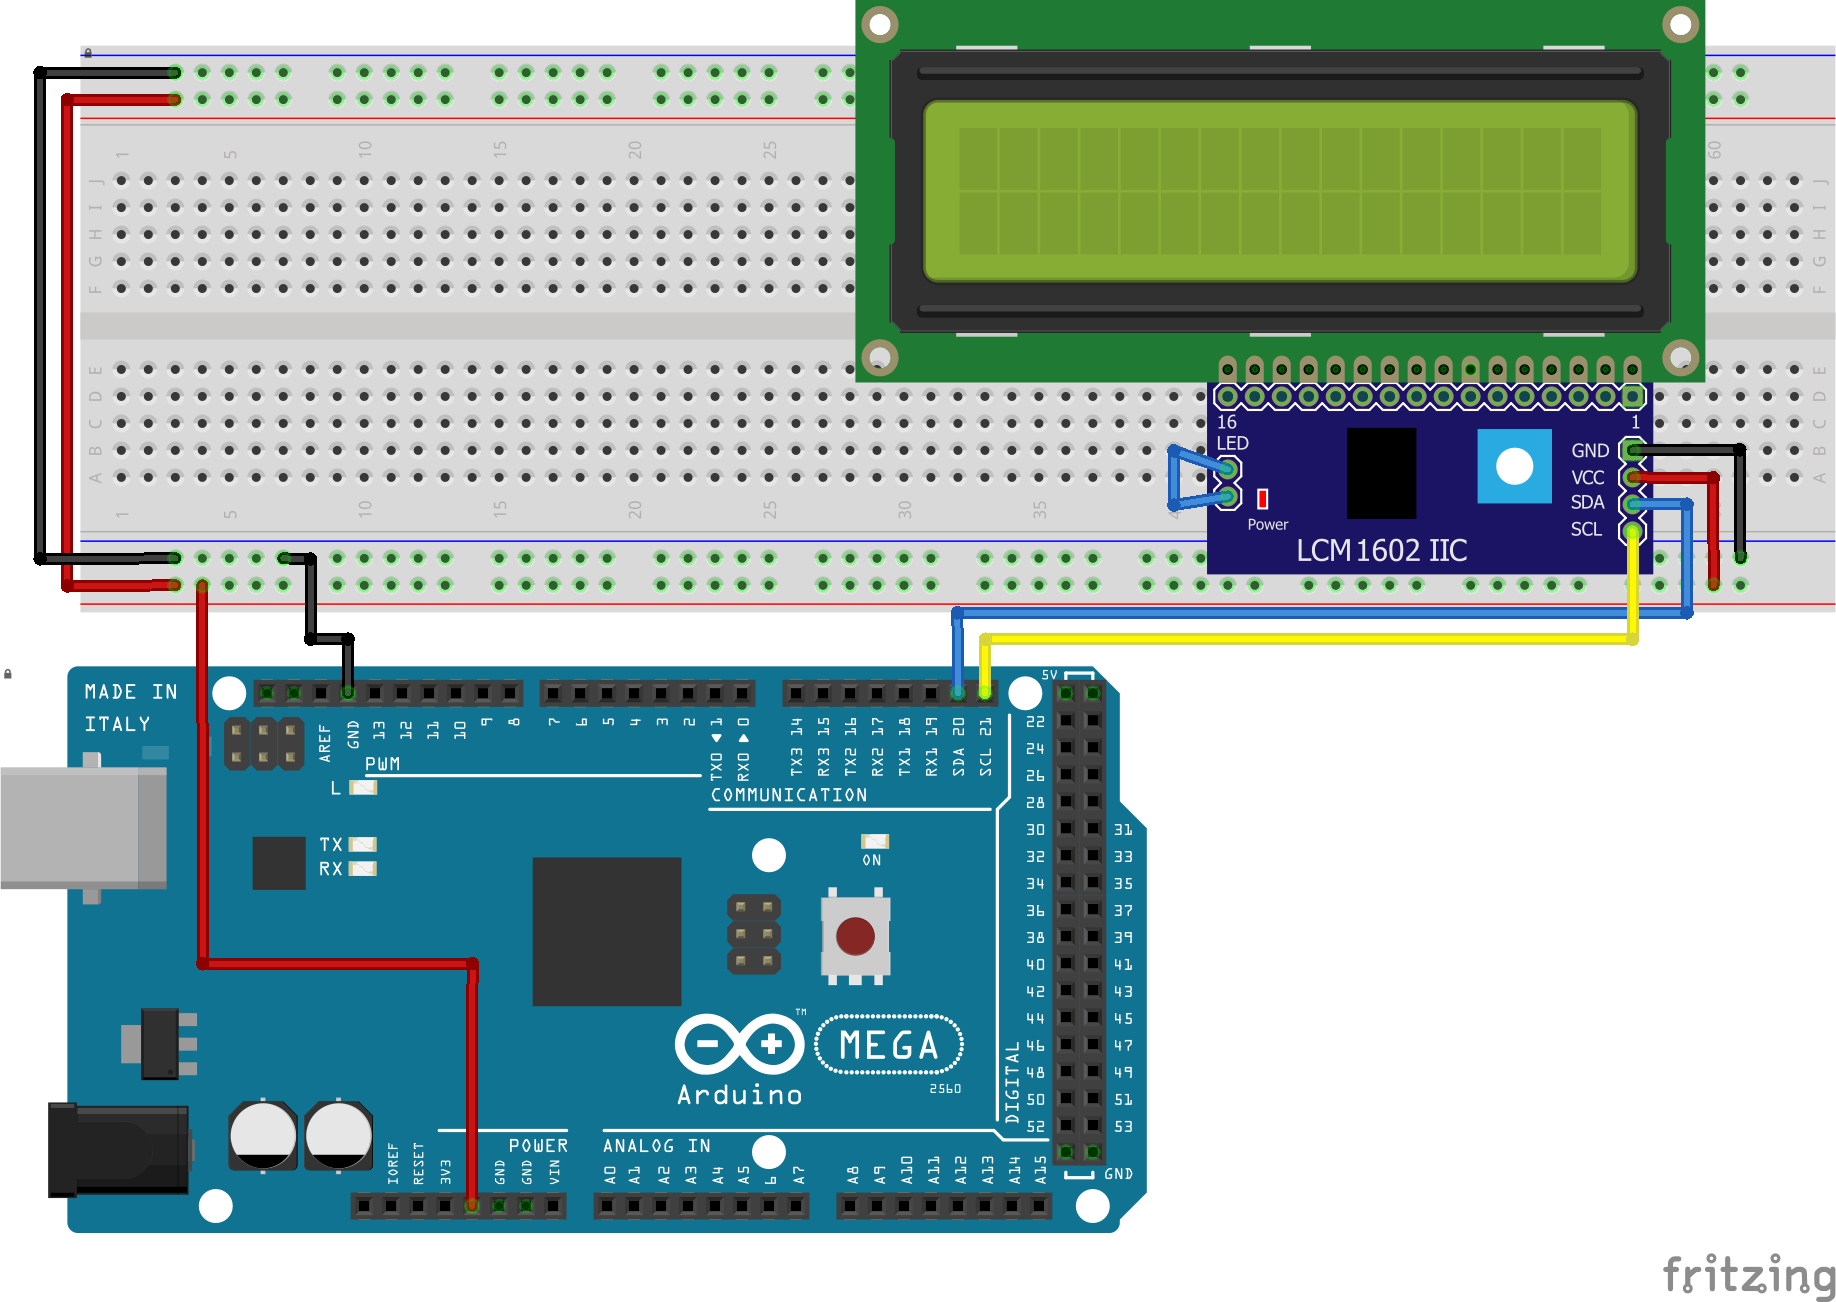 1 5 10 15 20 25 60
J J
I I
H H
G G
F F
E E
D D
C C
B B
A A
16 1
LED
GND
VCC
SDA
SCL
Power
LCM1602 IIC
1 5 10 15 20 25 30 35
MADE IN
ITALY
AREF GND 13 12 11 10 9 8 7 6 5 4 3 2 TX0 1 RX0 0 TX3 14 RX3 15 TX2 16 RX2 17 TX1 18 RX1 19 SDA 20 SCL 21
5V
PWM
COMMUNICATION
L
TX
RX
ON
22
24
26
28
30 31
32 33
34 35
36 37
38 39
40 41
42 43
44 45
46 47
48 49
50 51
52 53
GND
DIGITAL
TM
MEGA
Arduino
2560
POWER ANALOG IN
IOREF RESET 3V3 GND GND VIN A0 A1 A2 A3 A4 A5 6 A7 A8 A9 A10 A11 A12 A13 A14 A15
fritzing